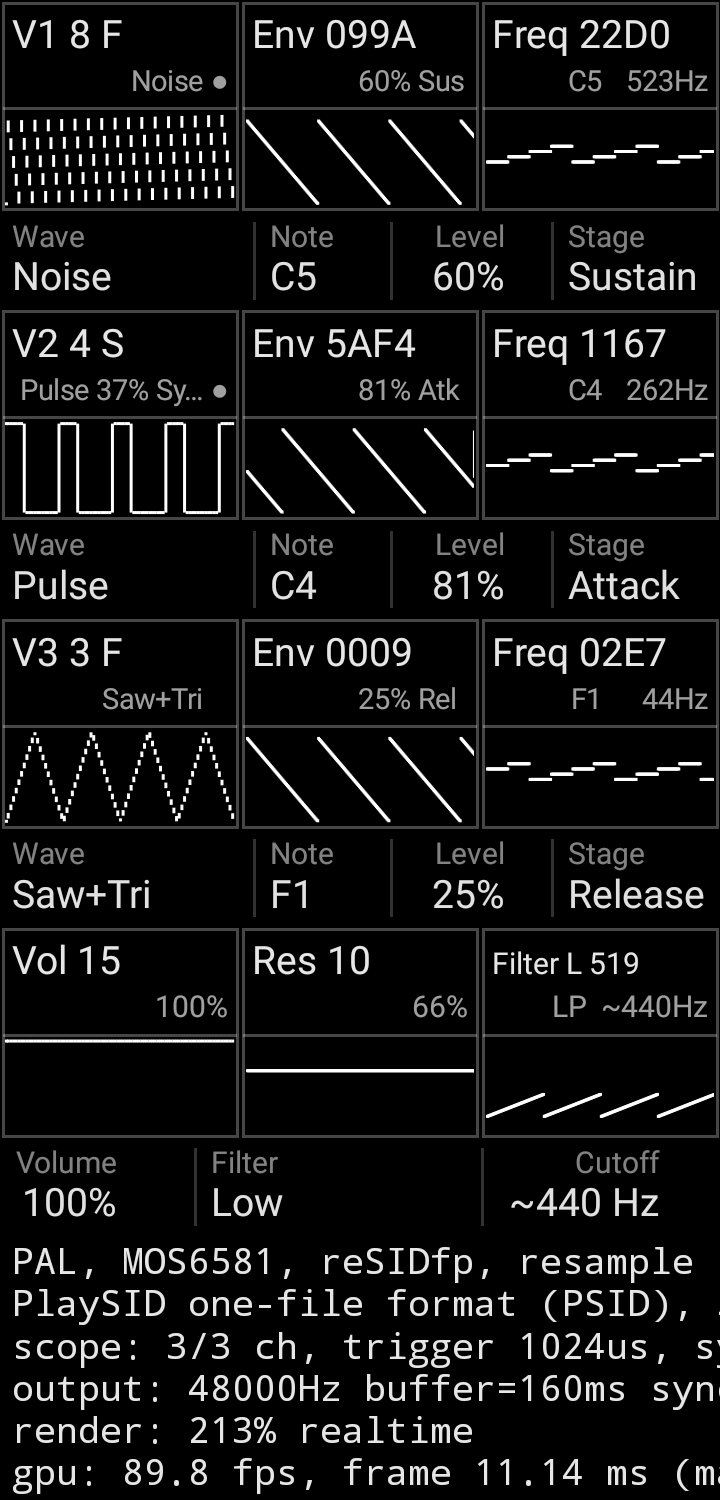 V1 8 F Env 099A Freq 22D0
Noise ● 60% Sus C5 523Hz
Wave Note Level Stage
Noise C5 60% Sustain
V2 4 S Env 5AF4 Freq 1167
Pulse 37% Sy... ● 81% Atk C4 262Hz
Wave Note Level Stage
Pulse C4 81% Attack
V3 3 F Env 0009 Freq 02E7
Saw+Tri 25% Rel F1 44Hz
Wave Note Level Stage
Saw+Tri F1 25% Release
Vol 15 Res 10 Filter L 519
100% 66% LP ~440Hz
Volume Filter Cutoff
100% Low ~440 Hz
PAL, MOS6581, reSIDfp, resample
PlaySID one-file format (PSID),
scope: 3/3 ch, trigger 1024us,
output: 48000Hz buffer=160ms
render: 213% realtime
gpu: 89.8 fps, frame 11.14 ms